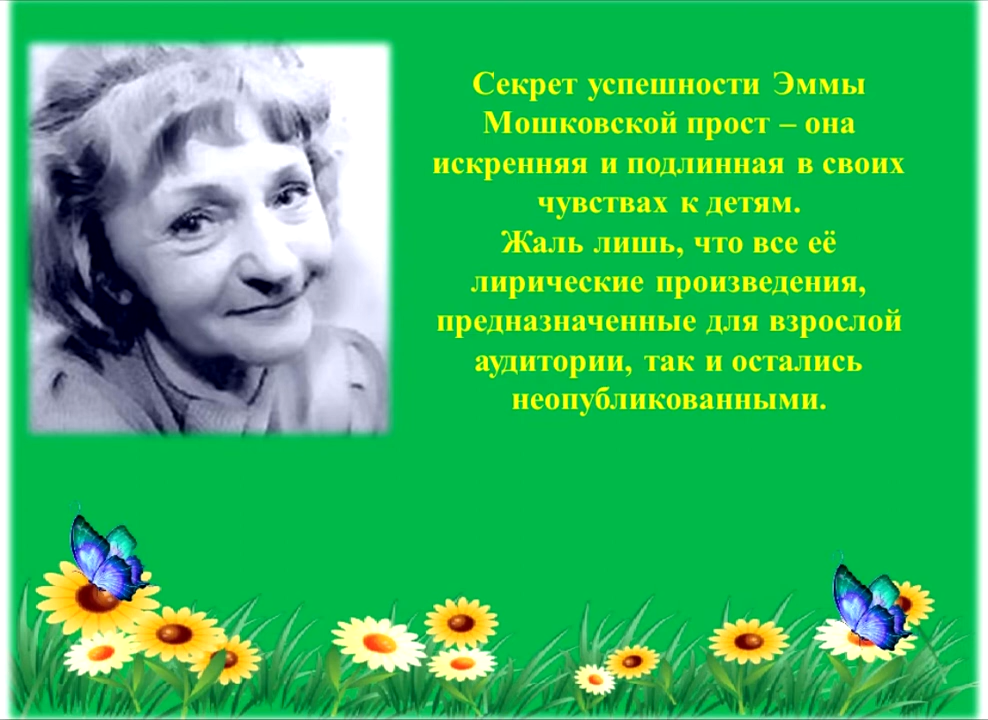 Секрет успешности Эммы
Мошковской прост – она
искренняя и подлинная в своих
чувствах к детям.
Жаль лишь, что все её
лирические произведения,
предназначенные для взрослой
аудитории, так и остались
неопубликованными.